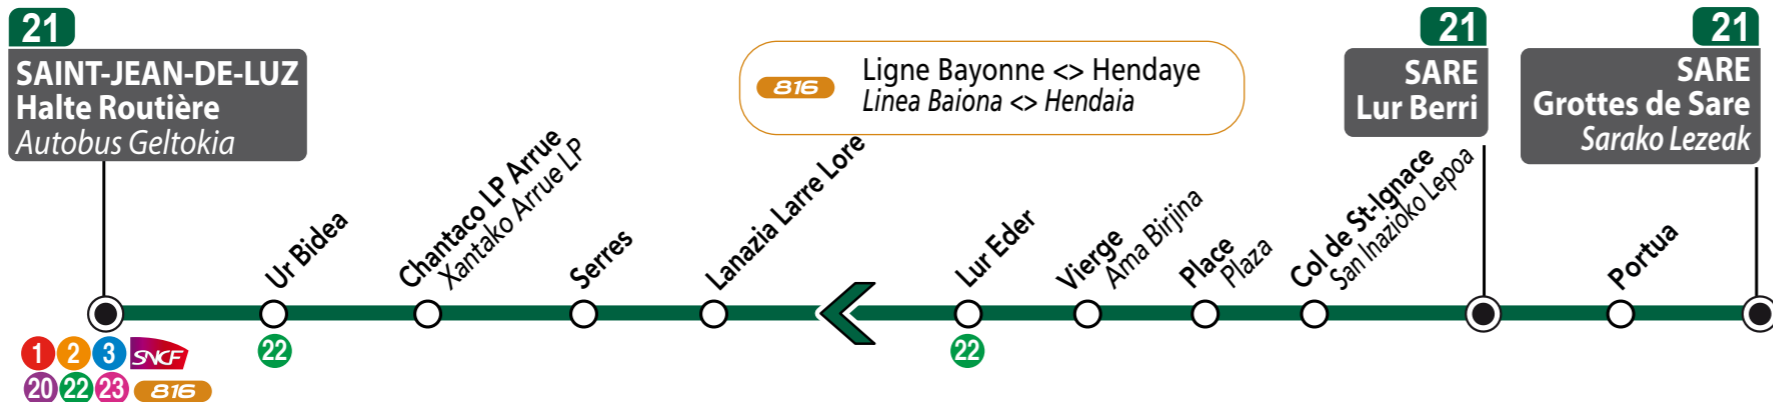 21
SAINT-JEAN-DE-LUZ
Halte Routière
Autobus Geltokia
816
Ligne Bayonne <> Hendaye
Linea Baiona <> Hendaia
21
SARE
Lur Berri
21
SARE
Grottes de Sare
Sarako Lezeak
Ur Bidea
Chantaco LP Arrue
Xantako Arrue LP
Serres
Lanazia Larre Lore
Lur Eder
Vierge
Ama Birjina
Place
Plaza
Col de St-Ignace
San Inazioko Lepoa
Portua
1 2 3 SNCF
20 22 23 816
22
22